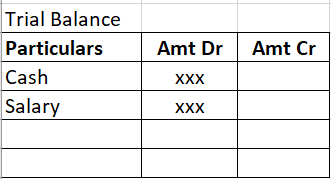 Trial Balance
Particulars Amt Dr Amt Cr
Cash xxx
Salary xxx